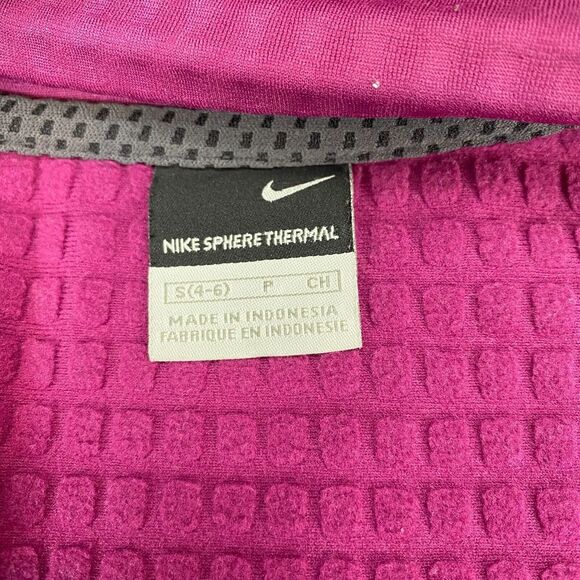 NIKE SPHERE THERMAL
S(4-6) P CH
MADE IN INDONESIA
FABRIQUE EN INDONESIE